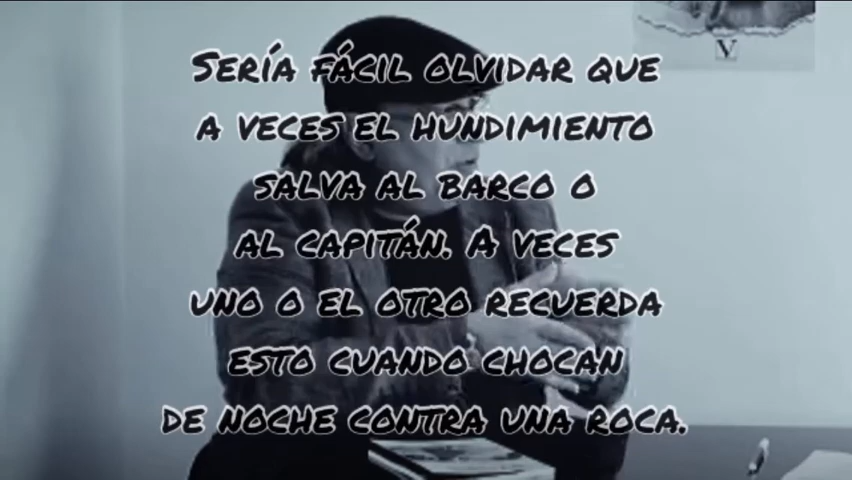 V
Sería fácil olvidar que
a veces el hundimiento
salva al barco o
al capitán. A veces
uno o el otro recuerda
esto cuando chocan
de noche contra una roca.